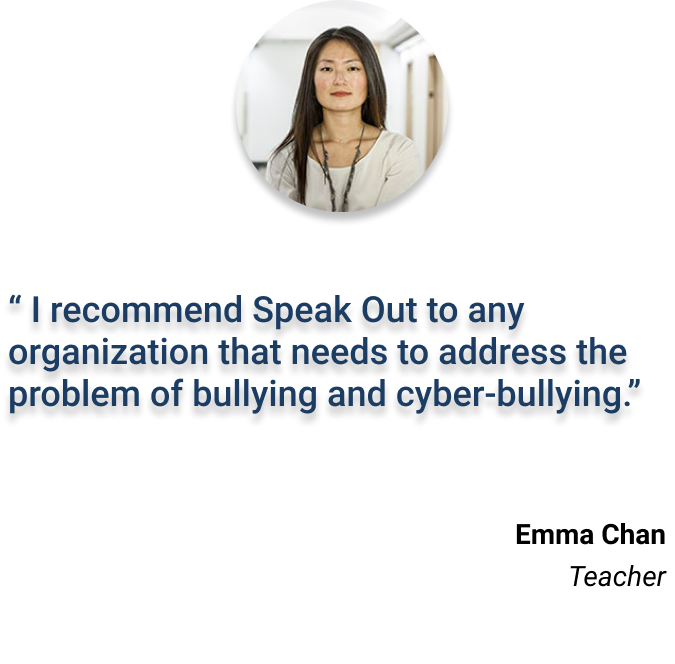 “ I recommend Speak Out to any
organization that needs to address the
problem of bullying and cyber-bullying.”
Emma Chan
Teacher